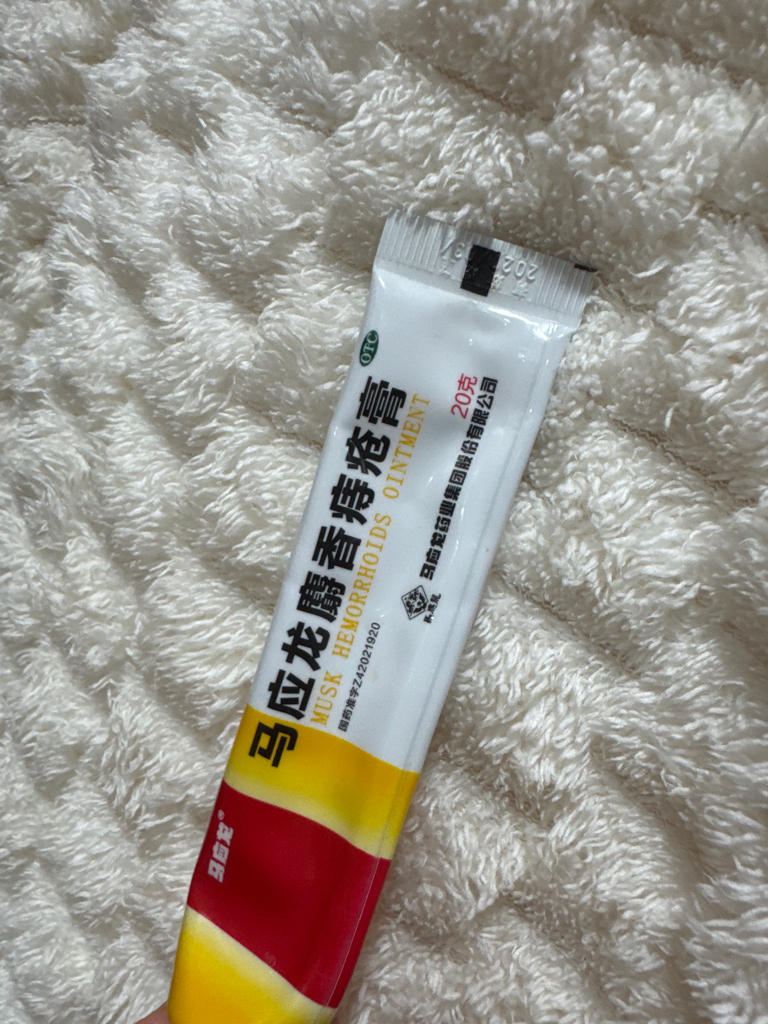 OTC
马应龙麝香痔疮膏
MUSK HEMORRHOIDS OINTMENT
国药准字Z42021920
20克
马应龙药业集团股份有限公司
马应龙®